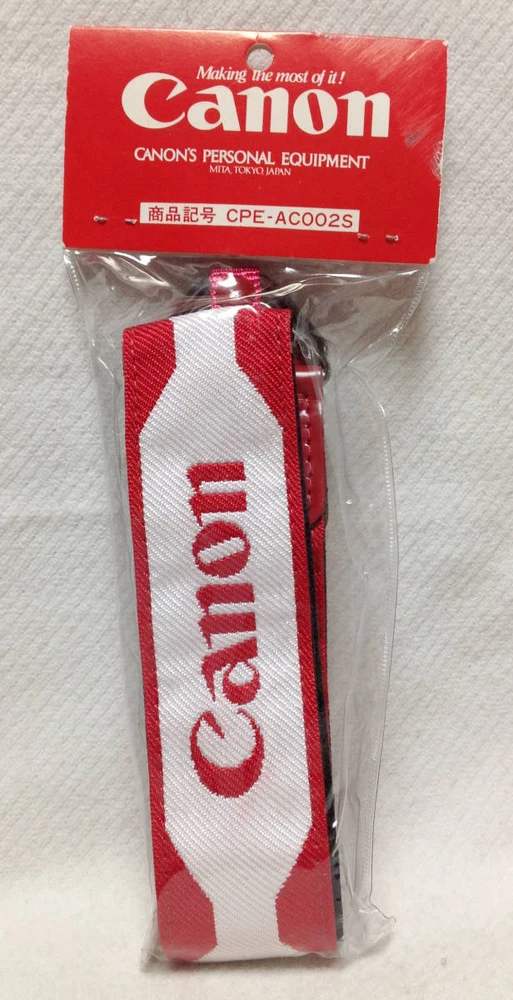 Making the most of it!
Canon
CANON'S PERSONAL EQUIPMENT
MITA, TOKYO, JAPAN
商品記号 CPE-AC002S
Canon